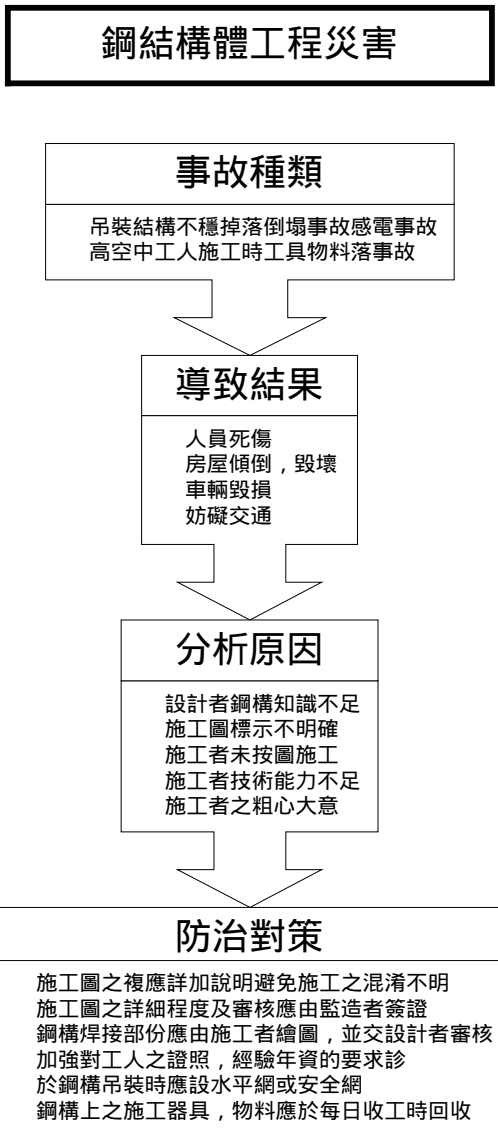 鋼結構體工程災害
事故種類
吊裝結構不穩掉落倒塌事故感電事故
高空中工人施工時工具物料落事故
導致結果
人員死傷
房屋傾倒，毀壞
車輛毀損
妨礙交通
分析原因
設計者鋼構知識不足
施工圖標示不明確
施工者未按圖施工
施工者技術能力不足
施工者之粗心大意
防治對策
施工圖之複應詳加說明避免施工之混淆不明
施工圖之詳細程度及審核應由監造者簽證
鋼構焊接部份應由施工者繪圖，並交設計者審核
加強對工人之證照，經驗年資的要求診
於鋼構吊裝時應設水平網或安全網
鋼構上之施工器具，物料應於每日收工時回收